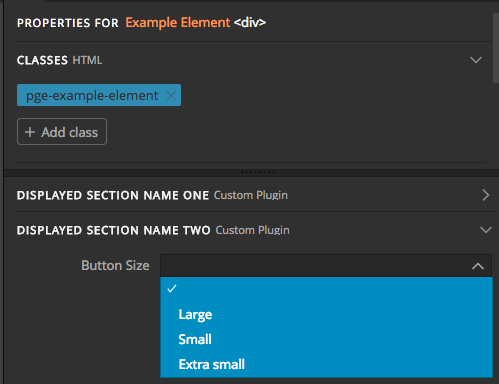 PROPERTIES FOR Example Element <div>
CLASSES HTML
pge-example-element ×
+ Add class
DISPLAYED SECTION NAME ONE Custom Plugin
DISPLAYED SECTION NAME TWO Custom Plugin
Button Size
✓
Large
Small
Extra small